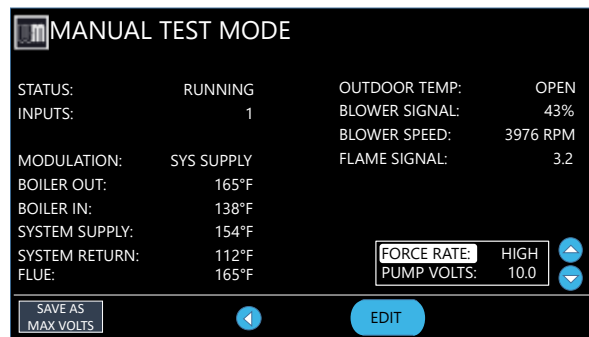 MANUAL TEST MODE
STATUS: RUNNING
INPUTS: 1
MODULATION: SYS SUPPLY
BOILER OUT: 165°F
BOILER IN: 138°F
SYSTEM SUPPLY: 154°F
SYSTEM RETURN: 112°F
FLUE: 165°F
OUTDOOR TEMP: OPEN
BLOWER SIGNAL: 43%
BLOWER SPEED: 3976 RPM
FLAME SIGNAL: 3.2
FORCE RATE: HIGH
PUMP VOLTS: 10.0
SAVE AS
MAX VOLTS
EDIT